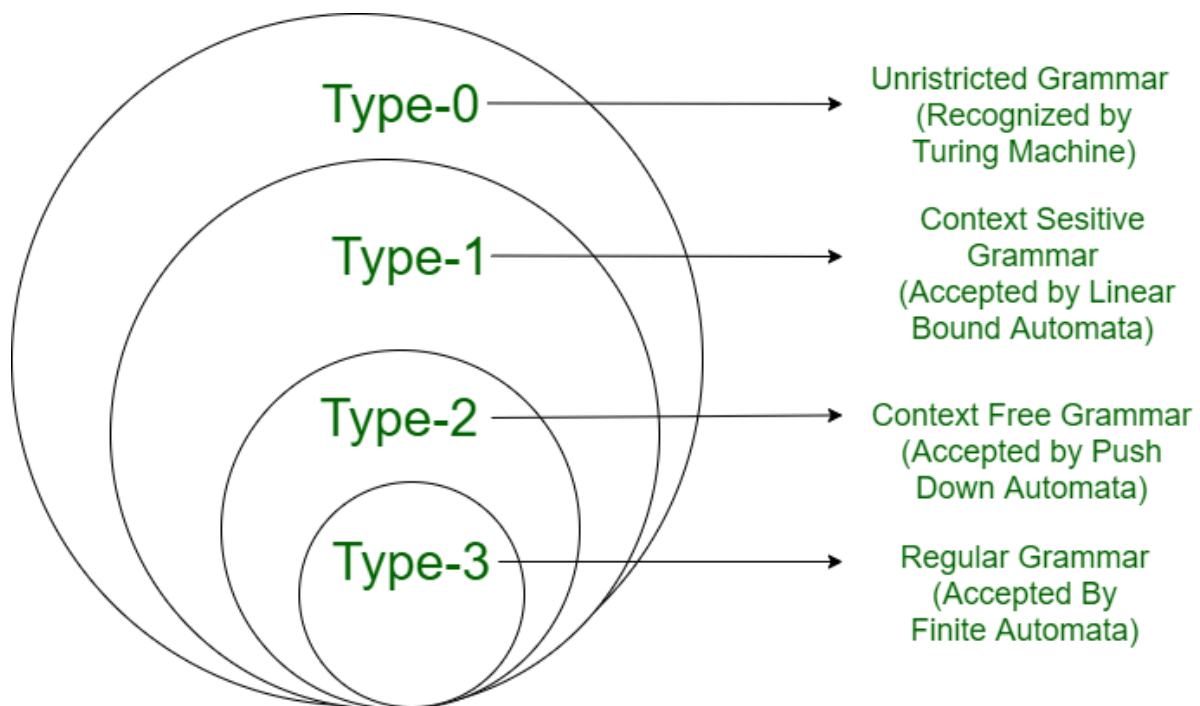 Type-0
Unristricted Grammar
(Recognized by
Turing Machine)
Type-1
Context Sesitive
Grammar
(Accepted by Linear
Bound Automata)
Type-2
Context Free Grammar
(Accepted by Push
Down Automata)
Type-3
Regular Grammar
(Accepted By
Finite Automata)